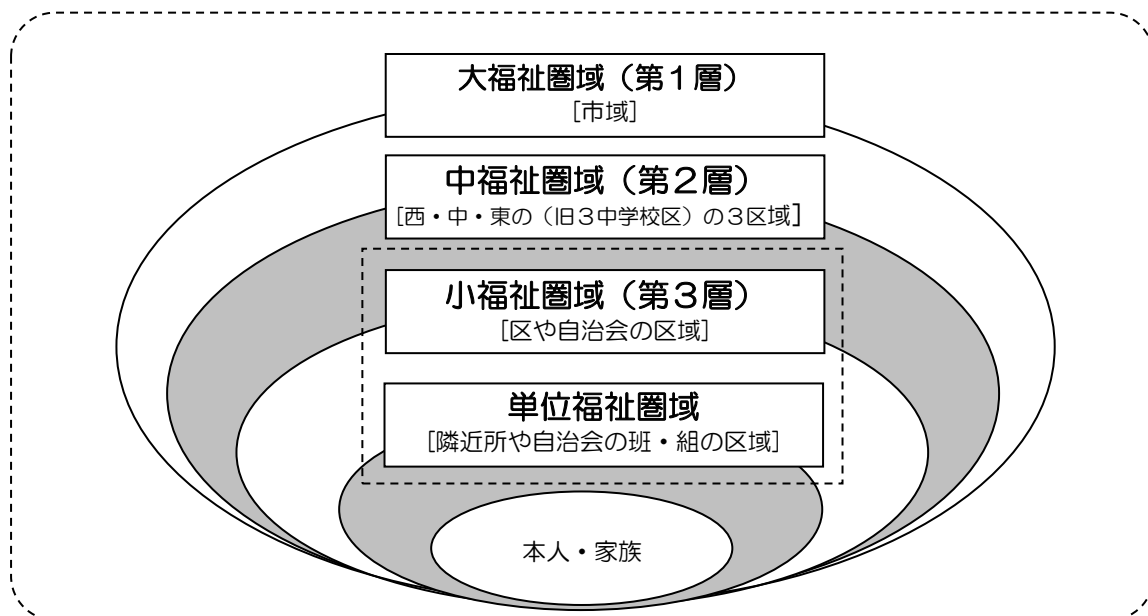 大福祉圏域(第1層)
[市域]
中福祉圏域(第2層)
[西・中・東の(旧3中学校区)の3区域]
小福祉圏域(第3層)
[区や自治会の区域]
単位福祉圏域
[隣近所や自治会の班・組の区域]
本人・家族